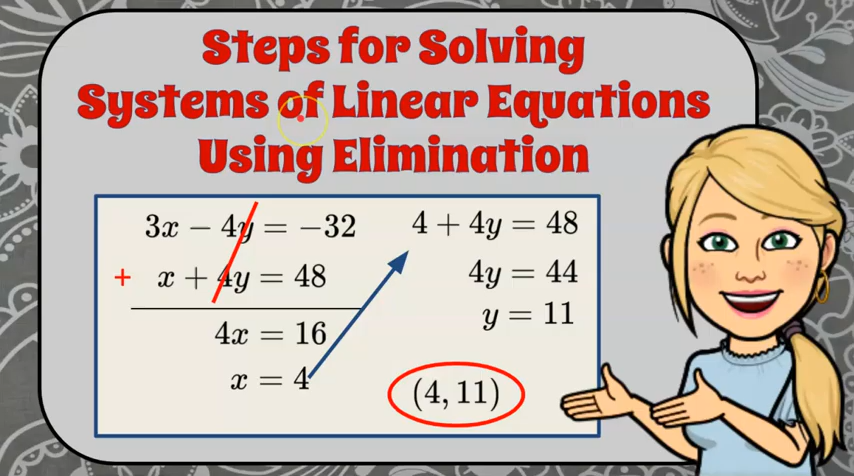 Steps for Solving
Systems of Linear Equations
Using Elimination
3x − 4y = −32
+ x + 4y = 48
4x = 16
x = 4
4 + 4y = 48
4y = 44
y = 11
(4, 11)